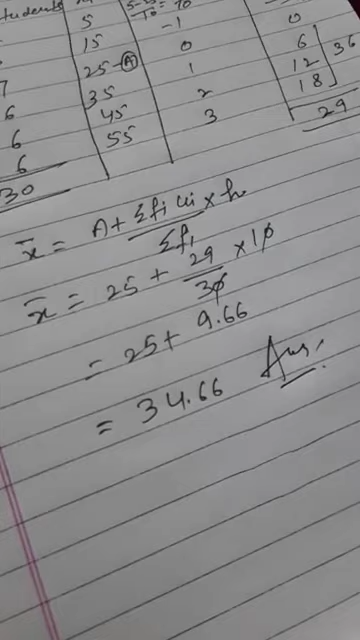 students
5 -1
15 0 0
7 25-A 1 6
6 35 2 12 36
6 45 3 18
6 55 29
30
x̄ = A + Σfiui/Σfi × h
x̄ = 25 + 29/30 × 10
= 25 + 9.66
= 34.66 Ans: